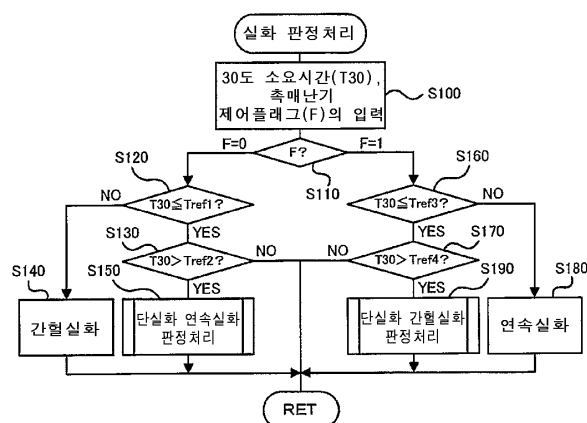 실화 판정처리
30도 소요시간(T30),
촉매난기
제어플래그(F)의 입력
S100
F=0
F?
F=1
S110
S120
S160
NO
T30≦Tref1?
T30≦Tref3?
NO
YES
YES
S130
S170
T30>Tref2?
NO
NO
T30>Tref4?
S140
S150
YES
YES
S190
S180
간헐실화
단실화 연속실화
판정처리
단실화 간헐실화
판정처리
연속실화
RET